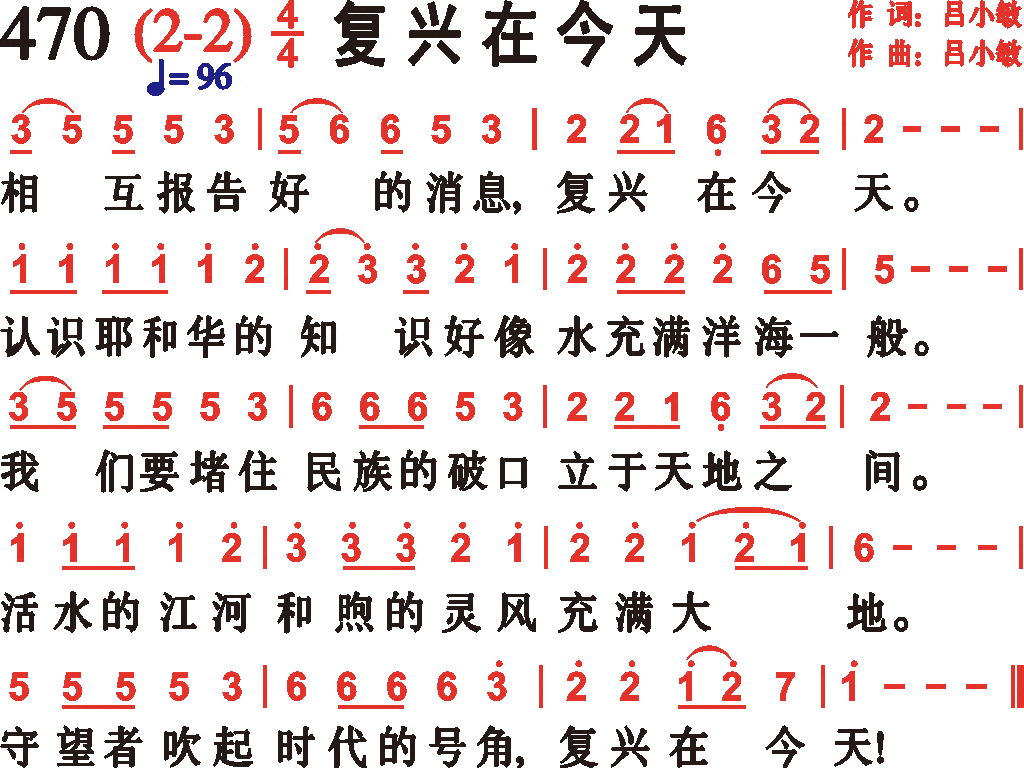 470 (2-2) 4/4 复兴在今天 作 词：吕小敏
♩= 96 作 曲：吕小敏
3 5 5 5 3 | 5 6 6 5 3 | 2 2 1 6 3 2 | 2 - - - |
相 互报告好 的消息，复兴 在今 天。
1 1 1 1 1 2 | 2 3 3 2 1 | 2 2 2 2 6 5 | 5 - - - |
认识耶和华的 知 识好像 水充满洋海一 般。
3 5 5 5 5 3 | 6 6 6 5 3 | 2 2 1 6 3 2 | 2 - - - |
我 们要堵住 民族的破口 立于天地之 间。
1 1 1 1 2 | 3 3 3 2 1 | 2 2 1 2 1 | 6 - - - |
活水的江河 和煦的灵风 充满大 地。
5 5 5 5 3 | 6 6 6 6 3 | 2 2 1 2 7 | 1 - - - ‖
守望者吹起 时代的号角，复兴在 今 天！